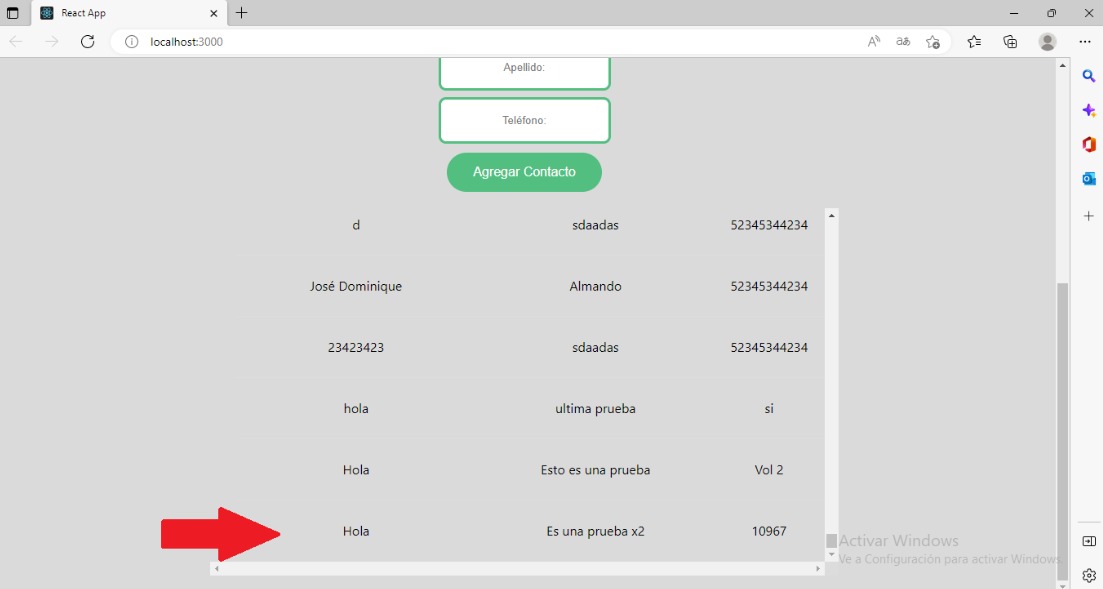 React App
localhost:3000
Apellido:
Teléfono:
Agregar Contacto
d sdaadas 52345344234
José Dominique Almando 52345344234
23423423 sdaadas 52345344234
hola ultima prueba si
Hola Esto es una prueba Vol 2
Hola Es una prueba x2 10967
Activar Windows
Ve a Configuración para activar Windows.